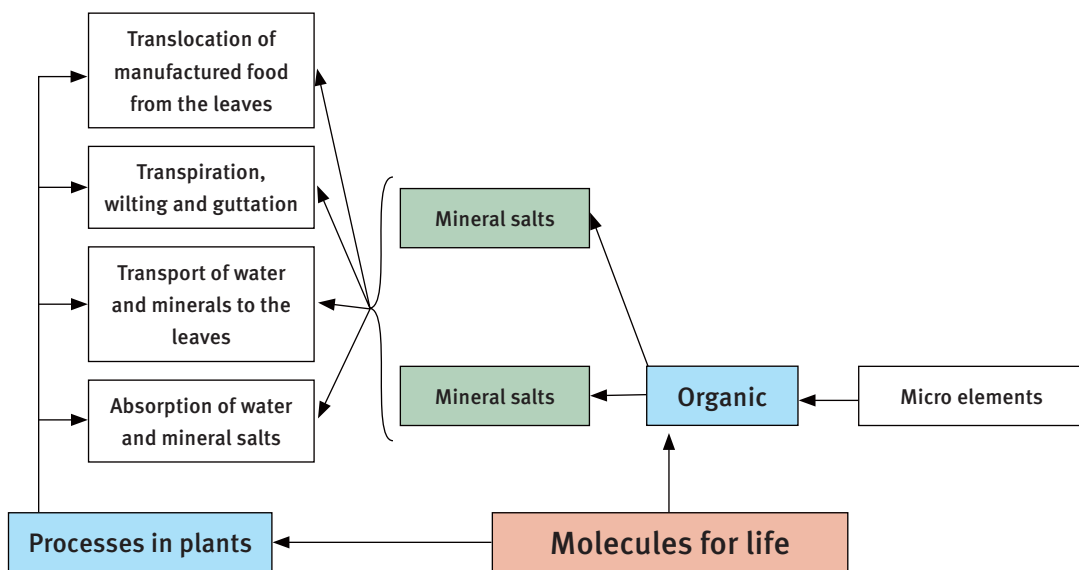 Translocation of
manufactured food
from the leaves
Transpiration,
wilting and guttation
Transport of water
and minerals to the
leaves
Absorption of water
and mineral salts
Mineral salts
Mineral salts
Organic
Micro elements
Processes in plants
Molecules for life